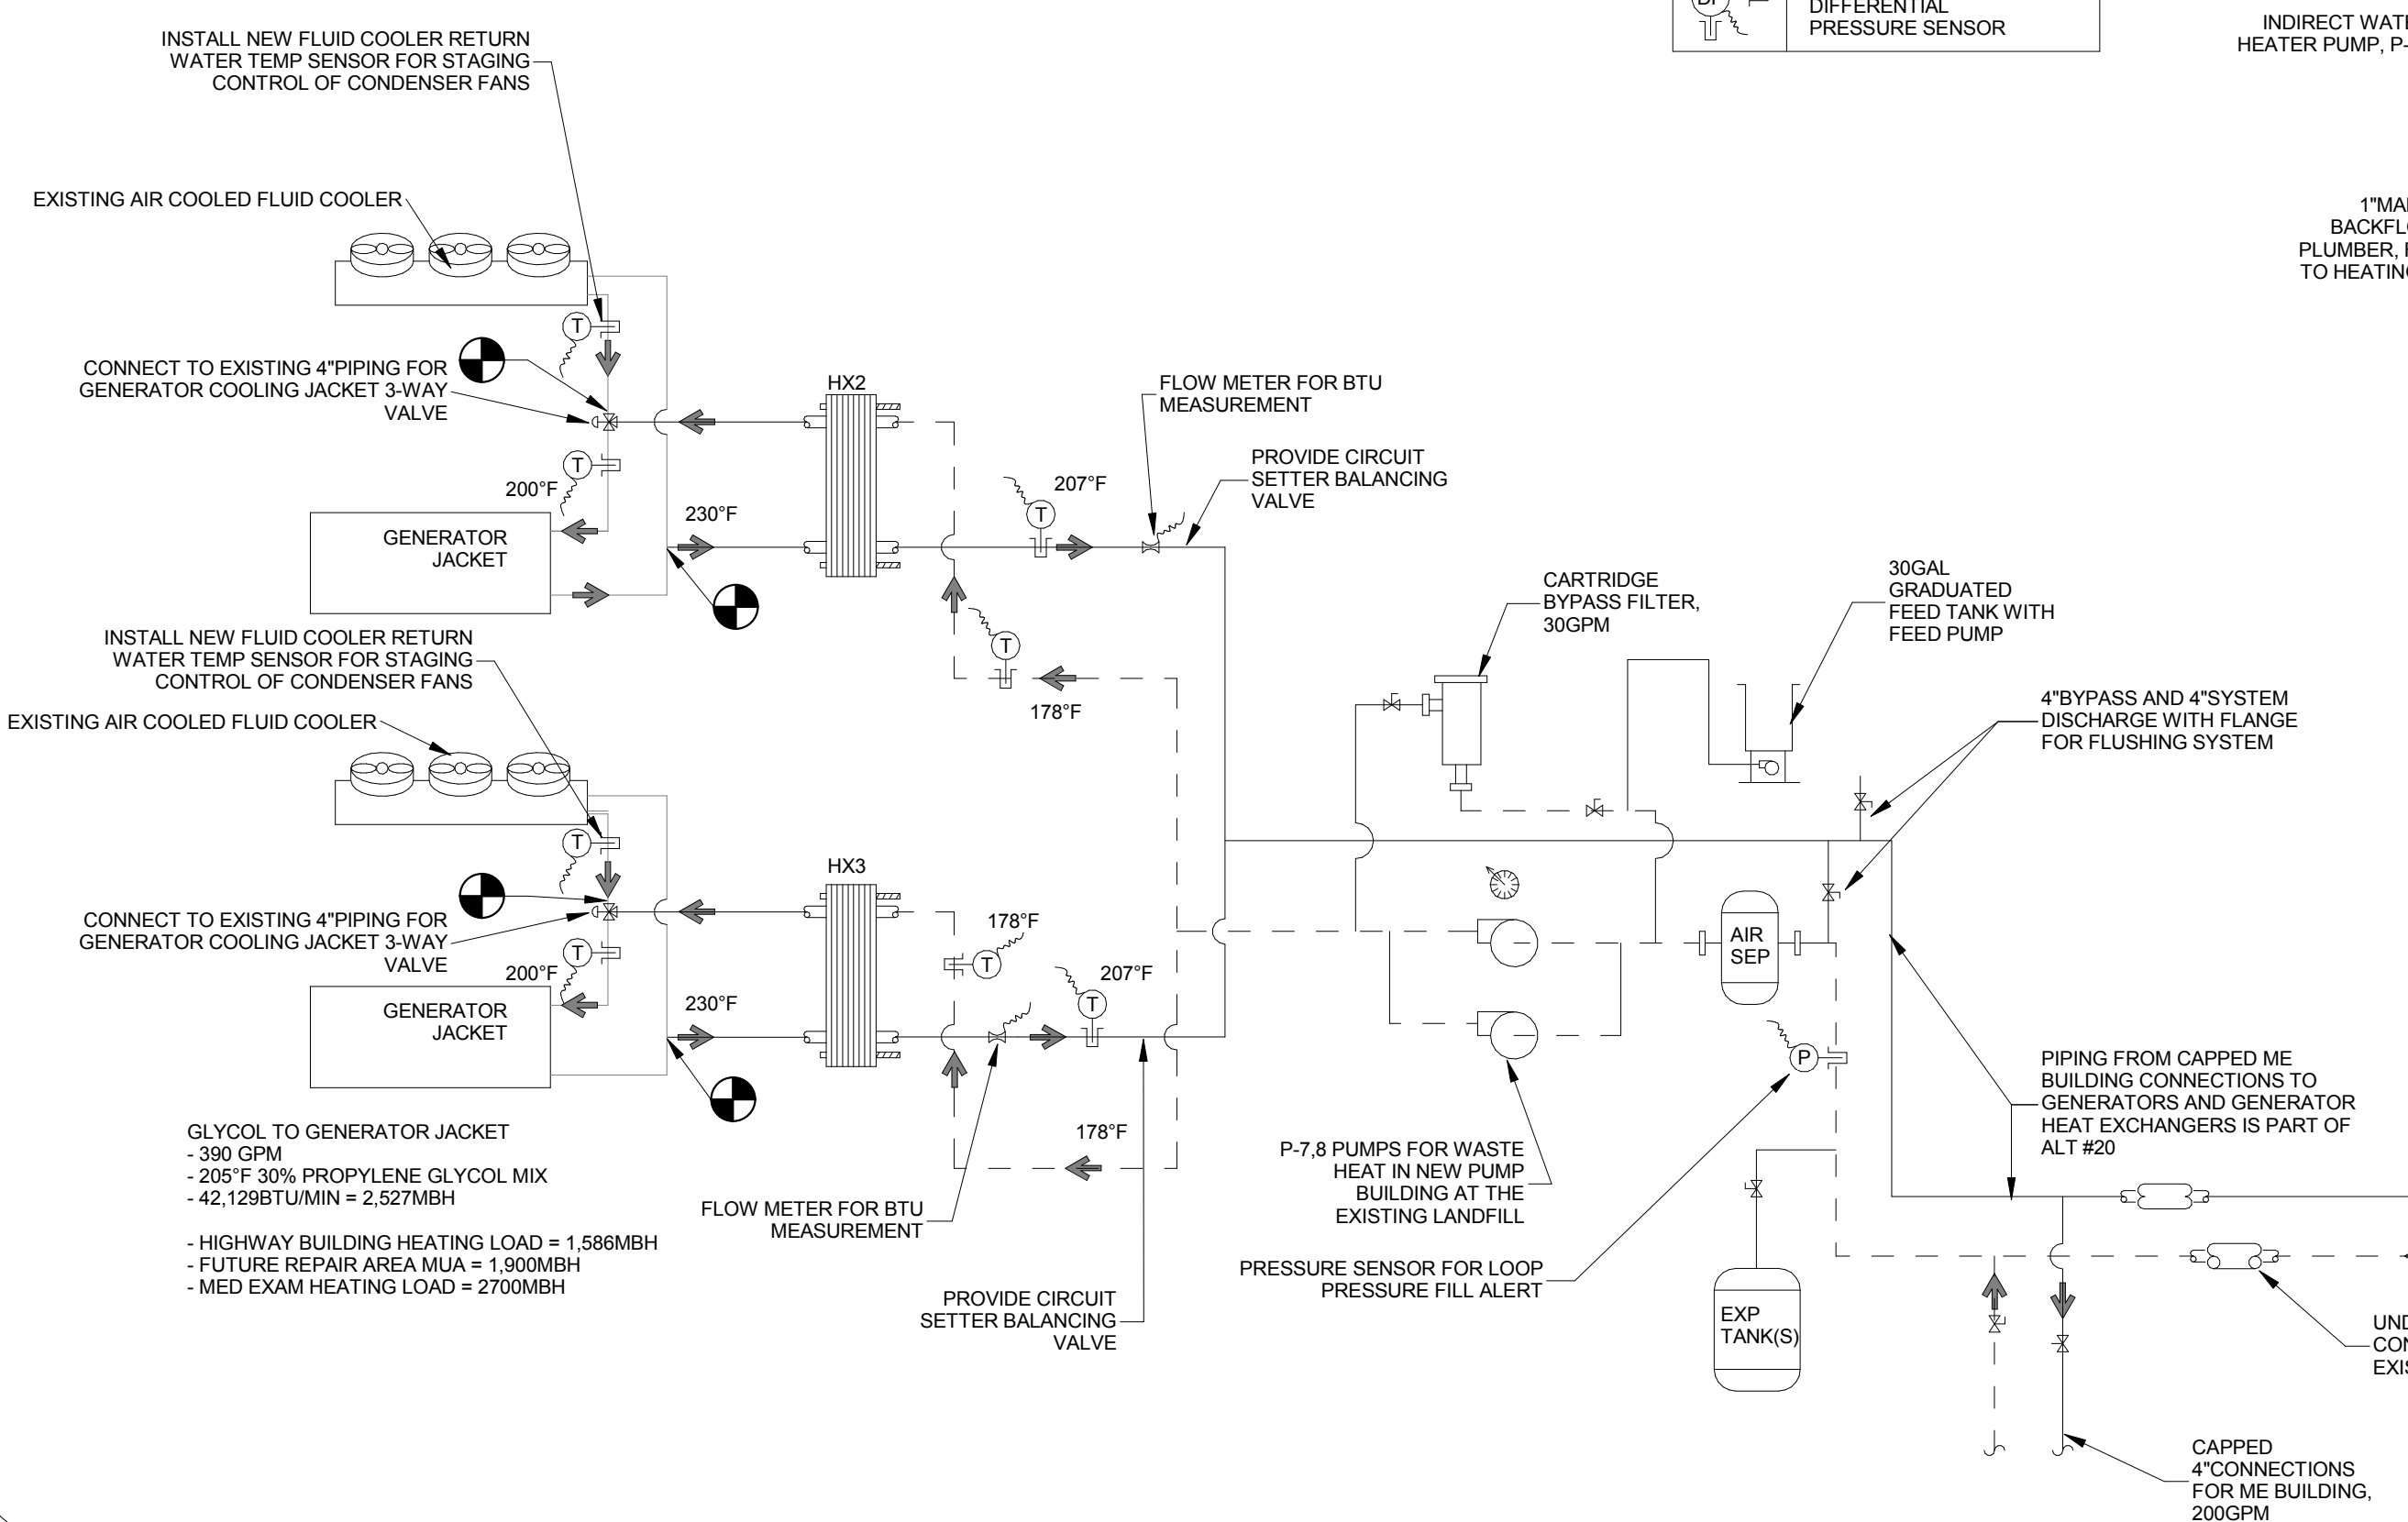 DIFFERENTIAL
PRESSURE SENSOR
INDIRECT
HEATER PUMP,
INSTALL NEW FLUID COOLER RETURN
WATER TEMP SENSOR FOR STAGING
CONTROL OF CONDENSER FANS
EXISTING AIR COOLED FLUID COOLER
PLUMBER,
TO
T
CONNECT TO EXISTING 4"PIPING FOR
GENERATOR COOLING JACKET 3-WAY
VALVE
HX2
FLOW METER FOR BTU
MEASUREMENT
PROVIDE CIRCUIT
SETTER BALANCING
VALVE
T
200°F
207°F
T
230°F
GENERATOR
JACKET
T
178°F
CARTRIDGE
BYPASS FILTER,
30GPM
30GAL
GRADUATED
FEED TANK WITH
FEED PUMP
4"BYPASS AND 4"SYSTEM
DISCHARGE WITH FLANGE
FOR FLUSHING SYSTEM
INSTALL NEW FLUID COOLER RETURN
WATER TEMP SENSOR FOR STAGING
CONTROL OF CONDENSER FANS
EXISTING AIR COOLED FLUID COOLER
T
CONNECT TO EXISTING 4"PIPING FOR
GENERATOR COOLING JACKET 3-WAY
VALVE
HX3
T
200°F
178°F
T
207°F
T
230°F
GENERATOR
JACKET
178°F
AIR
SEP
P
PIPING FROM CAPPED ME
BUILDING CONNECTIONS TO
GENERATORS AND GENERATOR
HEAT EXCHANGERS IS PART OF
ALT #20
GLYCOL TO GENERATOR JACKET
- 390 GPM
- 205°F 30% PROPYLENE GLYCOL MIX
- 42,129BTU/MIN = 2,527MBH
- HIGHWAY BUILDING HEATING LOAD = 1,586MBH
- FUTURE REPAIR AREA MUA = 1,900MBH
- MED EXAM HEATING LOAD = 2700MBH
FLOW METER FOR BTU
MEASUREMENT
PROVIDE CIRCUIT
SETTER BALANCING
VALVE
P-7,8 PUMPS FOR WASTE
HEAT IN NEW PUMP
BUILDING AT THE
EXISTING LANDFILL
PRESSURE SENSOR FOR LOOP
PRESSURE FILL ALERT
EXP
TANK(S)
CAPPED
4"CONNECTIONS
FOR ME BUILDING,
200GPM